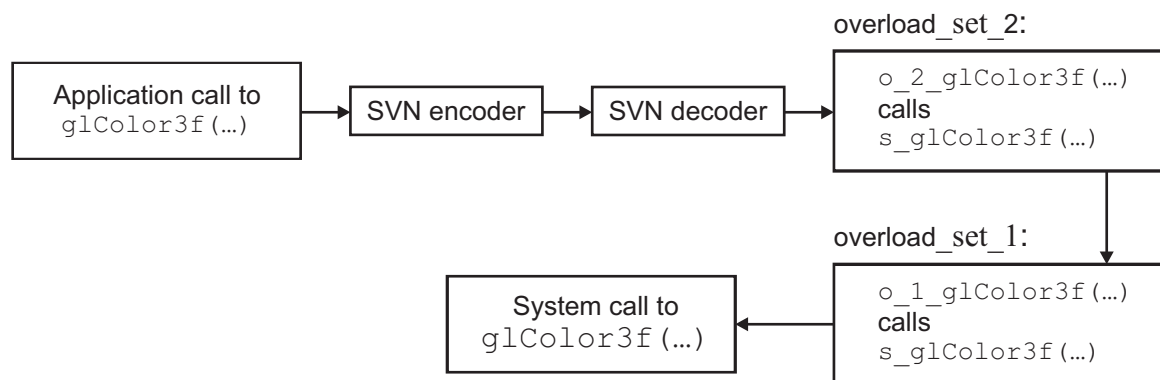 overload_set_2:
Application call to
glColor3f(…)
SVN encoder
SVN decoder
o_2_glColor3f(…)
calls
s_glColor3f(…)
overload_set_1:
o_1_glColor3f(…)
calls
s_glColor3f(…)
System call to
glColor3f(…)